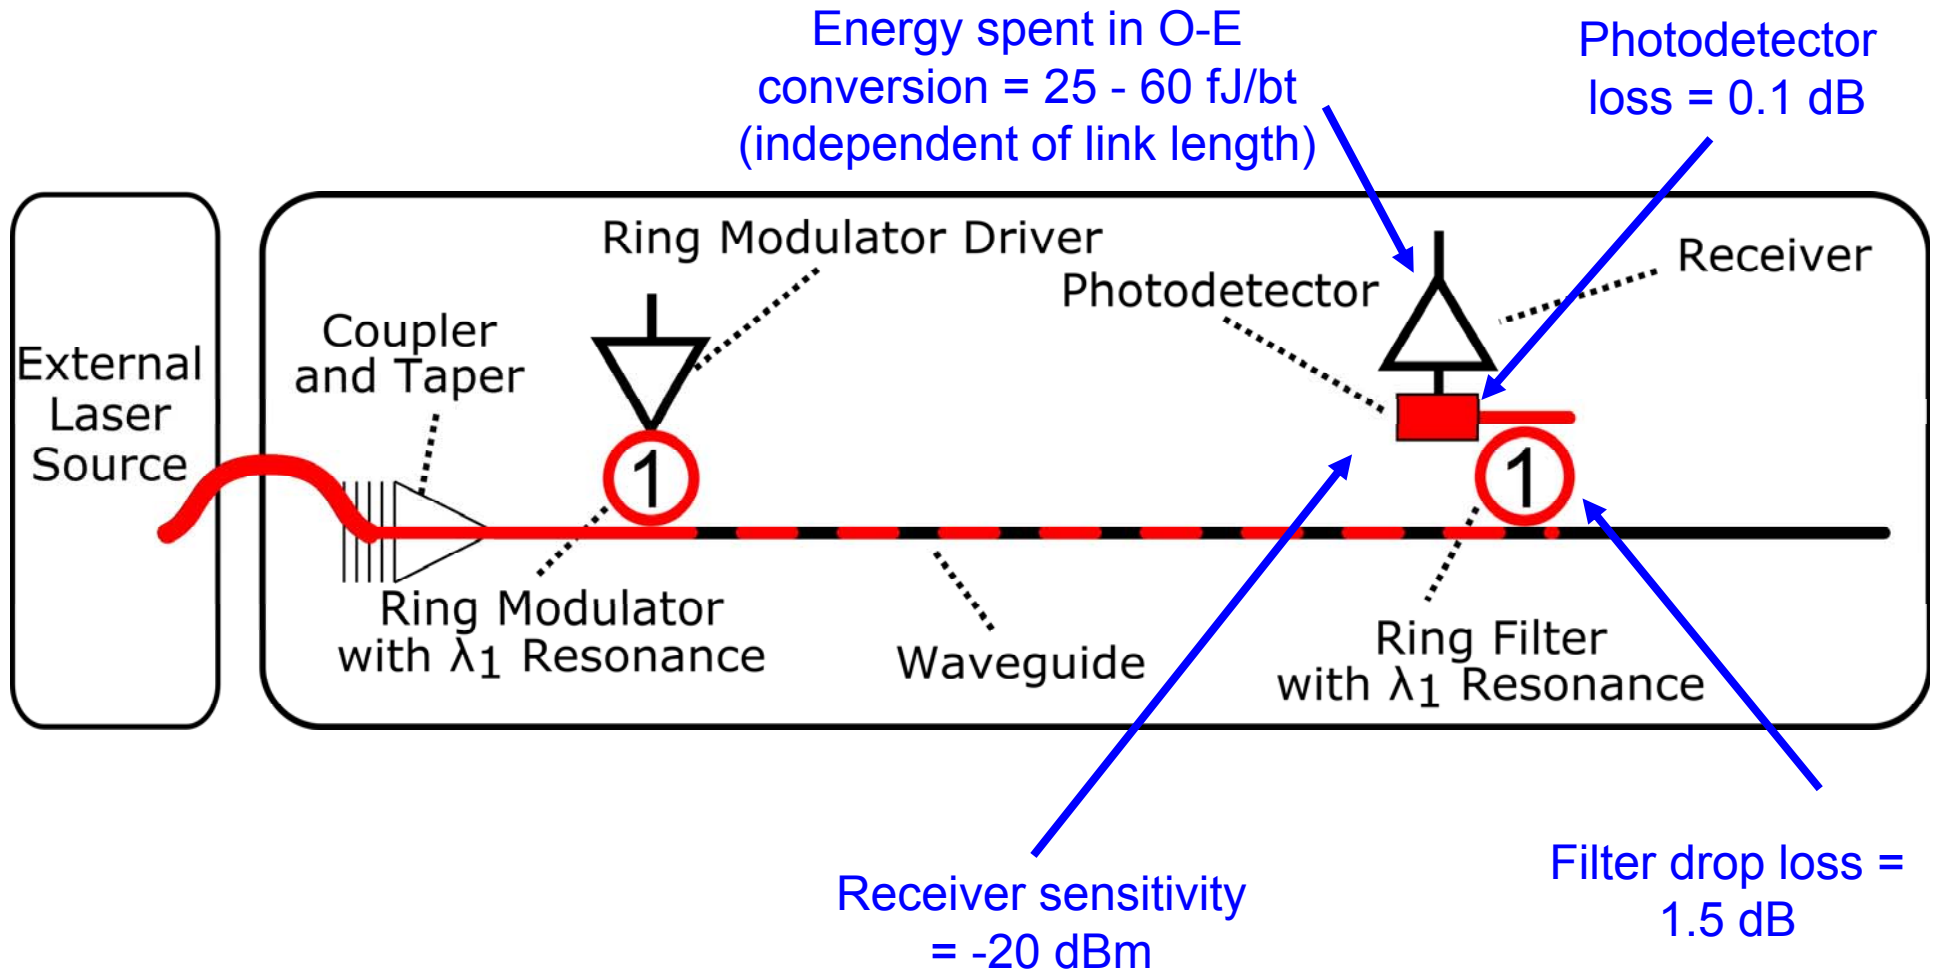 Energy spent in O-E
conversion = 25 - 60 fJ/bt
(independent of link length)
Photodetector
loss = 0.1 dB
Ring Modulator Driver
Receiver
Photodetector
Coupler
and Taper
External
Laser
Source
1
1
Ring Modulator
with λ1 Resonance
Waveguide
Ring Filter
with λ1 Resonance
Receiver sensitivity
= -20 dBm
Filter drop loss =
1.5 dB